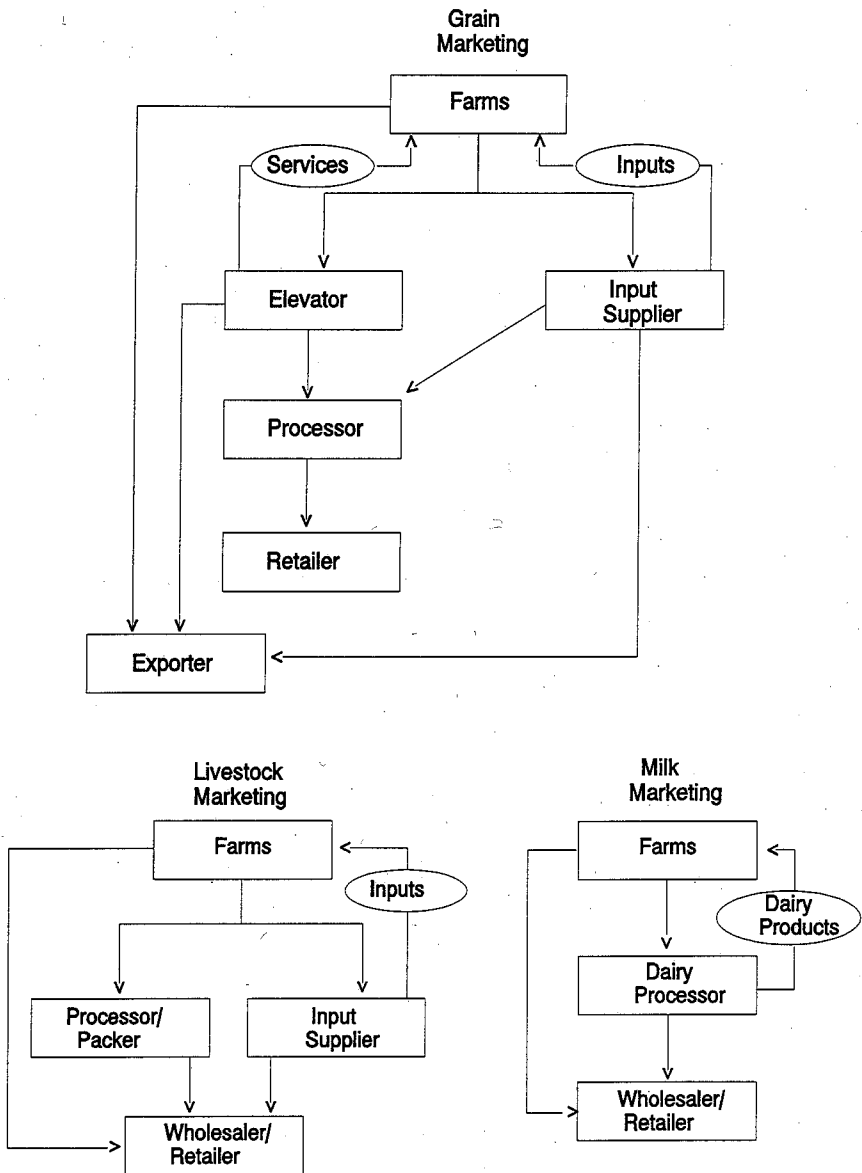 Grain
Marketing
Farms
Services
Inputs
Elevator
Input
Supplier
Processor
Retailer
Exporter
Livestock
Marketing
Farms
Inputs
Processor/
Packer
Input
Supplier
Wholesaler/
Retailer
Milk
Marketing
Farms
Dairy
Products
Dairy
Processor
Wholesaler/
Retailer